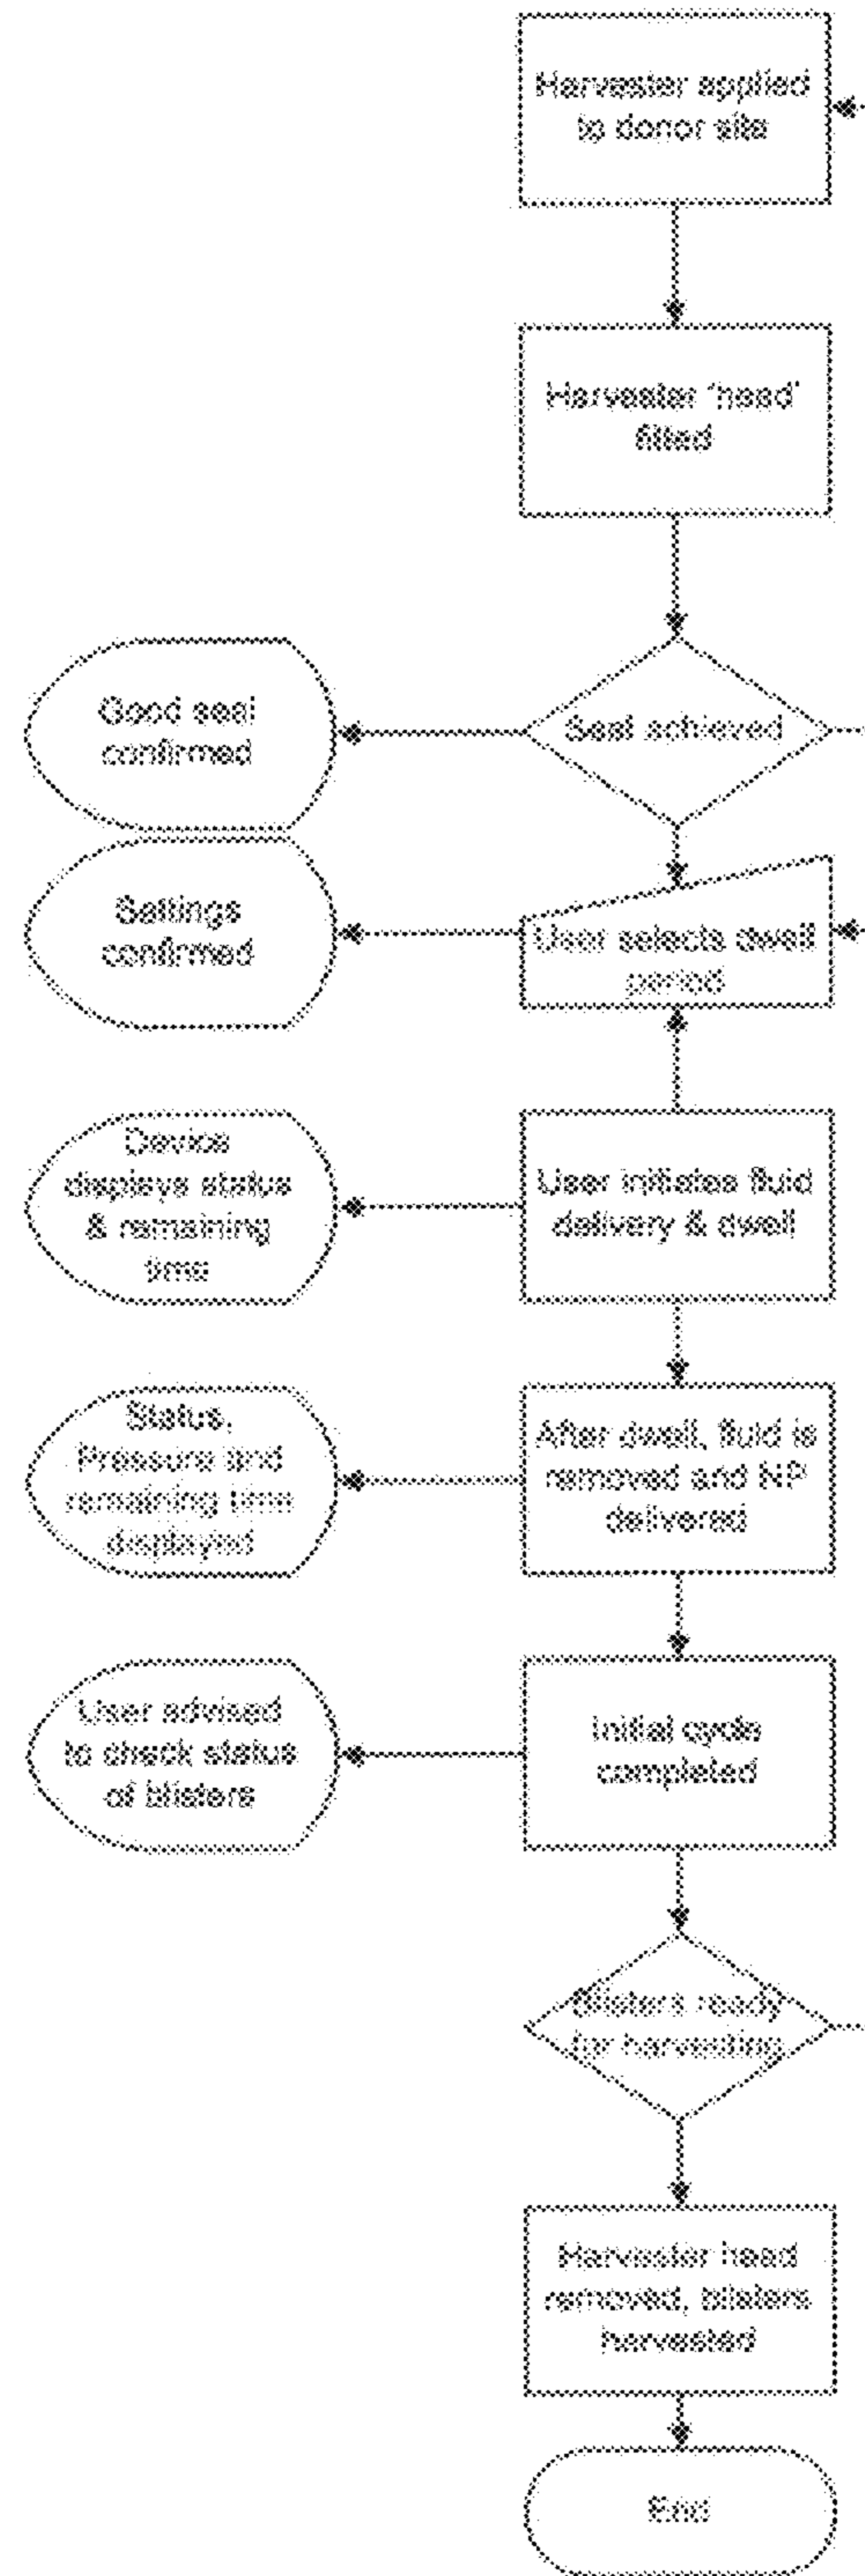 Harvester applied
to donor site
Harvester 'head'
fitted
Seal achieved
Good seal
confirmed
User selects dwell
period
Settings
confirmed
User initiates fluid
delivery & dwell
Device
displays status
& remaining
time
After dwell, fluid is
removed and NP
delivered
Status,
Pressure and
remaining time
displayed
Initial cycle
completed
User advised
to check status
of blisters
Blisters ready
for harvesting
Harvester head
removed, blisters
harvested
End